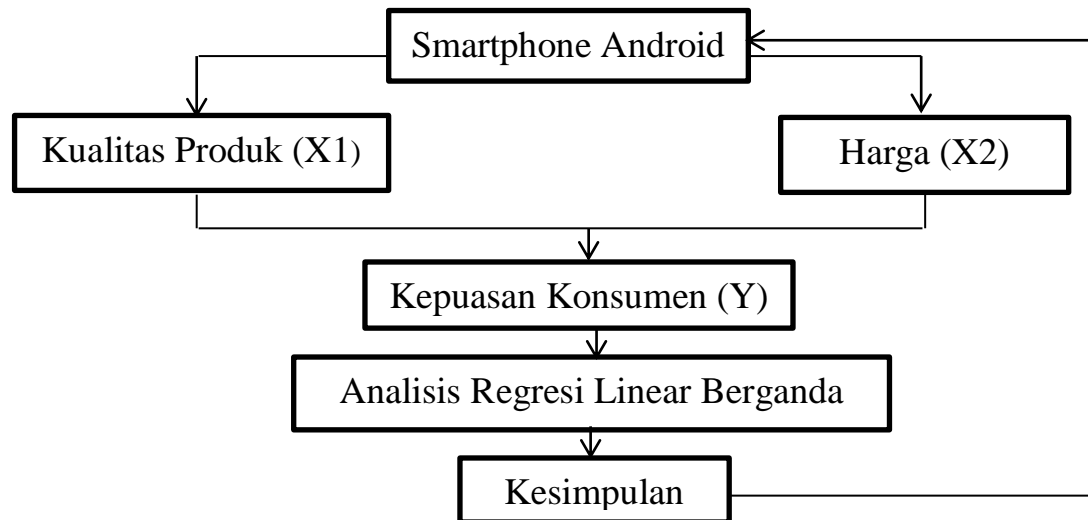 Smartphone Android
Kualitas Produk (X1)
Harga (X2)
Kepuasan Konsumen (Y)
Analisis Regresi Linear Berganda
Kesimpulan